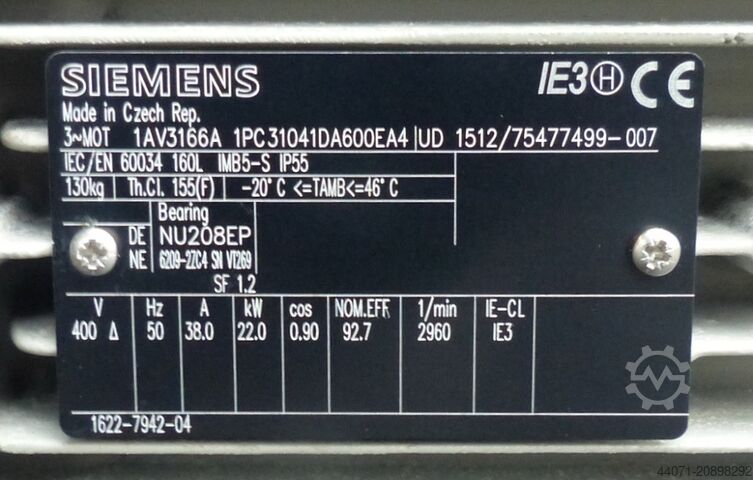 SIEMENS IE3 H CE
Made in Czech Rep.
3~MOT 1AV3166A 1PC31041DA600EA4 UD 1512/75477499-007
IEC/EN 60034 160L IMB5-S IP55
130kg Th.Cl. 155(F) -20°C <=TAMB<=46°C
Bearing
DE NU208EP
NE 6209-2ZC4 SN VT269
SF 1.2
V Hz A kW cos NOM.EFF 1/min IE-CL
400 Δ 50 38.0 22.0 0.90 92.7 2960 IE3
1622-7942-04
44071-20898292